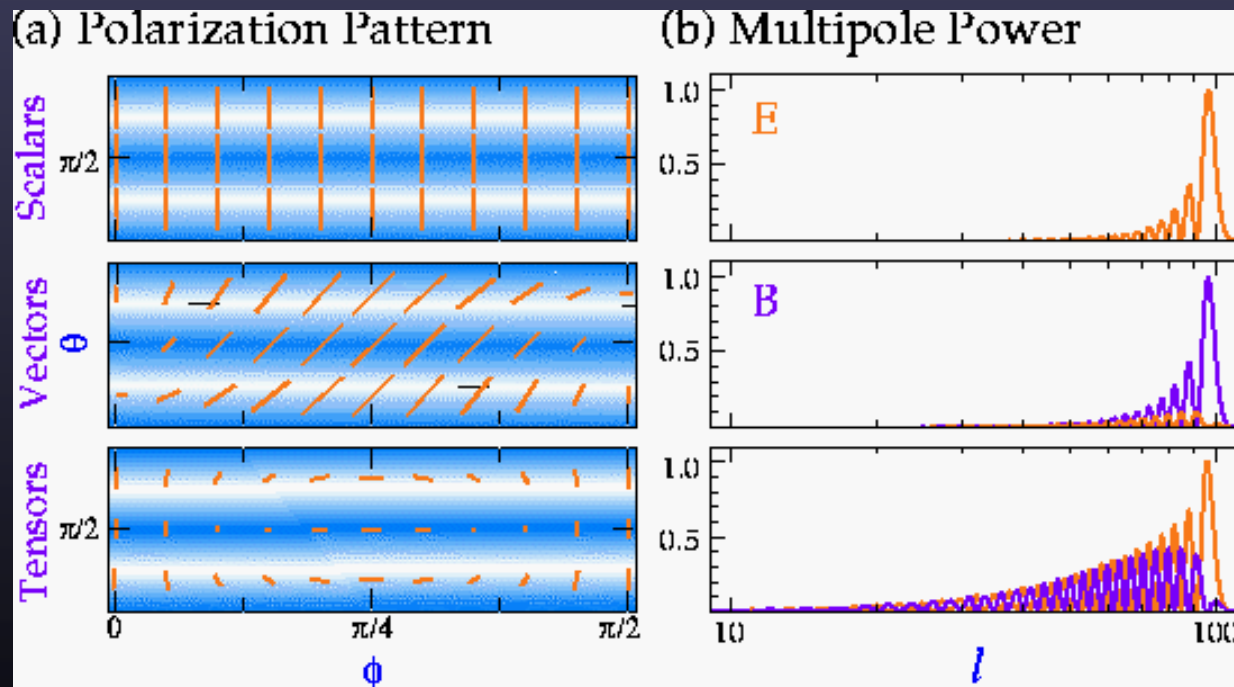 (a) Polarization Pattern
(b) Multipole Power
Scalars
π/2
1.0
0.5
E
Vectors
θ
1.0
0.5
B
Tensors
π/2
1.0
0.5
0
π/4
π/2
ϕ
10
100
l